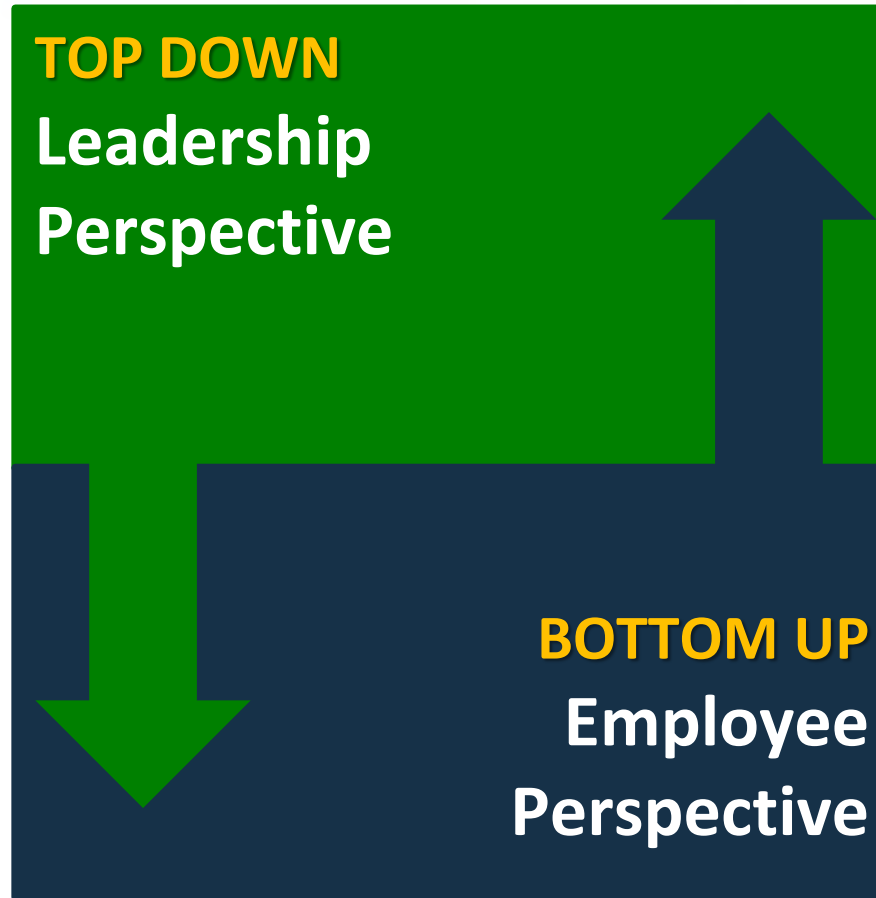 TOP DOWN
Leadership
Perspective
BOTTOM UP
Employee
Perspective